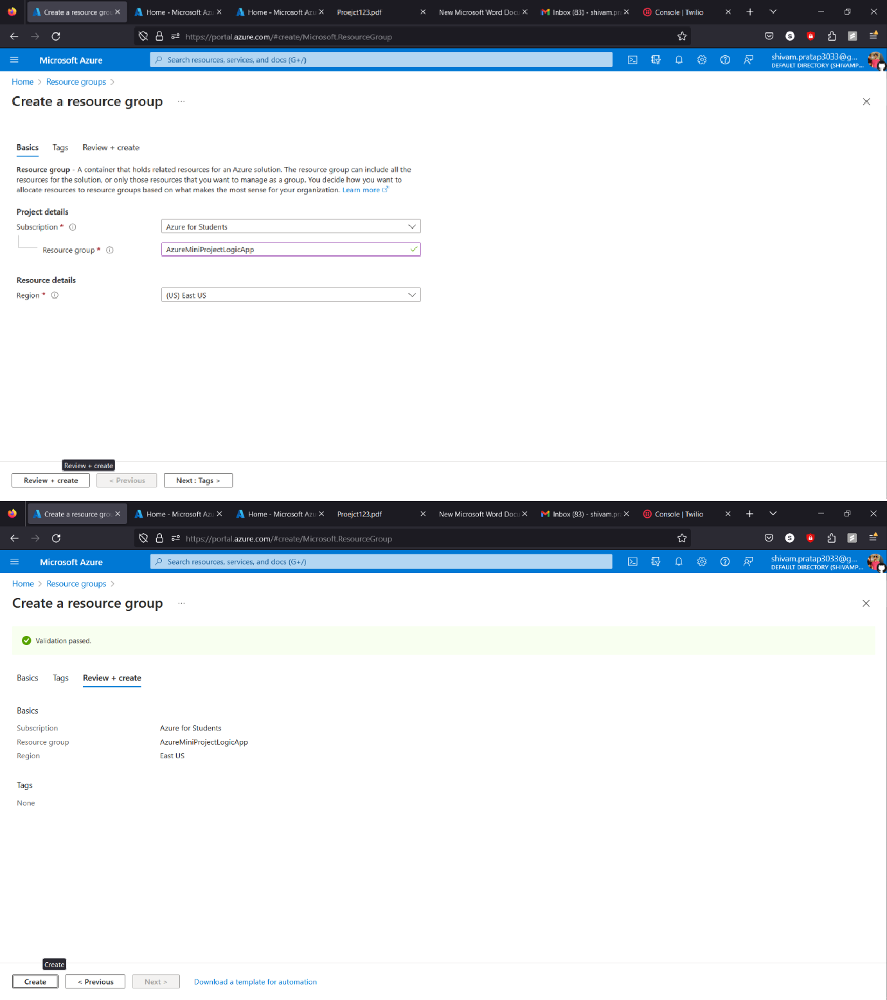 Create a resource grou
Home - Microsoft Azu
Home - Microsoft Azu
Proejct123.pdf
New Microsoft Word Docu
Inbox (83) - shivam.pr
Console | Twilio
https://portal.azure.com/#create/Microsoft.ResourceGroup
Microsoft Azure
Search resources, services, and docs (G+/)
shivam.pratap3033@g...
DEFAULT DIRECTORY (SHIVAMP...
Home > Resource groups >
Create a resource group ...
Basics Tags Review + create
Resource group - A container that holds related resources for an Azure solution. The resource group can include all the
resources for the solution, or only those resources that you want to manage as a group. You decide how you want to
allocate resources to resource groups based on what makes the most sense for your organization. Learn more
Project details
Subscription * Azure for Students
Resource group * AzureMiniProjectLogicApp
Resource details
Region * (US) East US
Review + create
Review + create < Previous Next : Tags >
Create a resource grou
Home - Microsoft Azu
Home - Microsoft Azu
Proejct123.pdf
New Microsoft Word Docu
Inbox (83) - shivam.pr
Console | Twilio
https://portal.azure.com/#create/Microsoft.ResourceGroup
Microsoft Azure
Search resources, services, and docs (G+/)
shivam.pratap3033@g...
DEFAULT DIRECTORY (SHIVAMP...
Home > Resource groups >
Create a resource group ...
Validation passed.
Basics Tags Review + create
Basics
Subscription Azure for Students
Resource group AzureMiniProjectLogicApp
Region East US
Tags
None
Create
Create < Previous Next > Download a template for automation